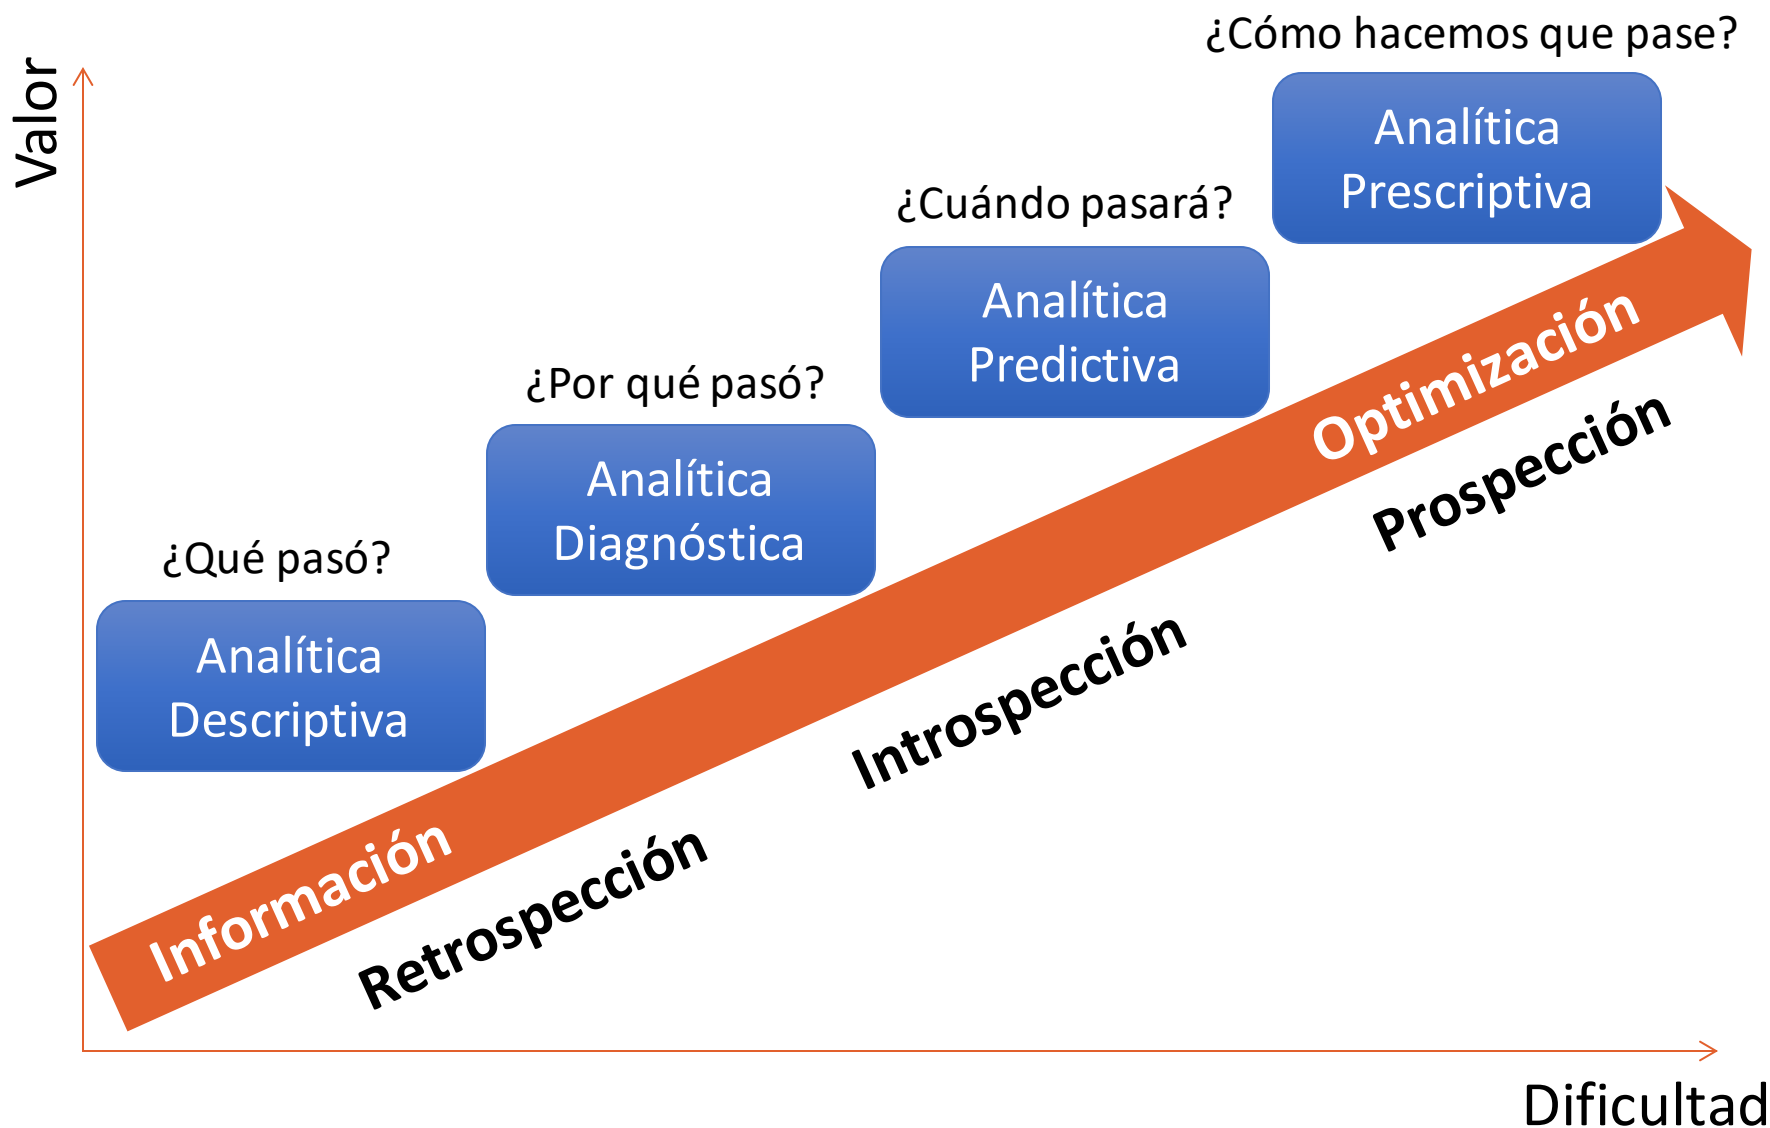 ¿Cómo hacemos que pase?
Valor
Analítica
Prescriptiva
¿Cuándo pasará?
Analítica
Predictiva
¿Por qué pasó?
Analítica
Diagnóstica
¿Qué pasó?
Analítica
Descriptiva
Información
Optimización
Retrospección
Introspección
Prospección
Dificultad